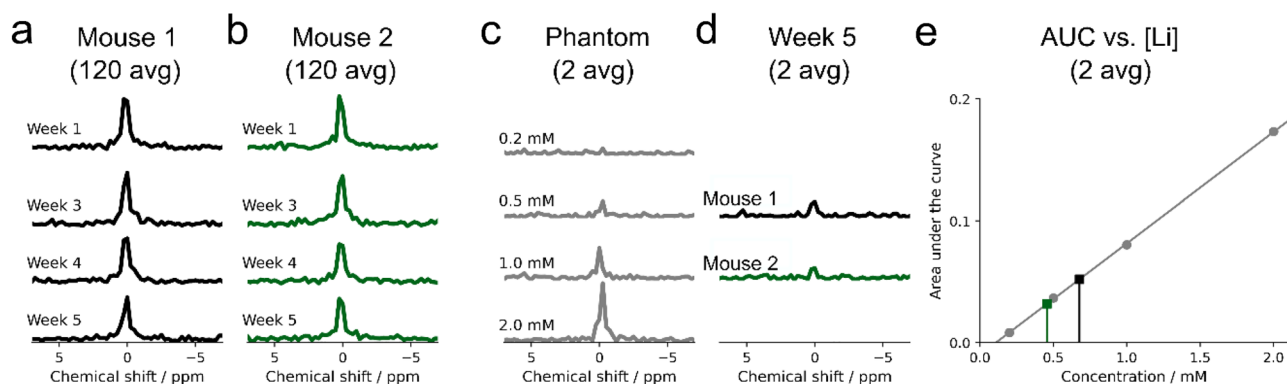 a
Mouse 1
(120 avg)
Week 1
Week 3
Week 4
Week 5
5
0
−5
Chemical shift / ppm
b
Mouse 2
(120 avg)
Week 1
Week 3
Week 4
Week 5
5
0
−5
Chemical shift / ppm
c
Phantom
(2 avg)
0.2 mM
0.5 mM
1.0 mM
2.0 mM
5
0
−5
Chemical shift / ppm
d
Week 5
(2 avg)
Mouse 1
Mouse 2
5
0
−5
Chemical shift / ppm
e
AUC vs. [Li]
(2 avg)
Area under the curve
0.2
0.1
0.0
0.0
0.5
1.0
1.5
2.0
Concentration / mM